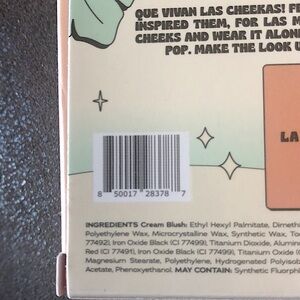 QUE VIVAN LAS CHEEKAS! F
INSPIRED THEM, FOR LAS M
CHEEKS AND WEAR IT ALONE
POP. MAKE THE LOOK U
LA
8 50017 28378 7
INGREDIENTS Cream Blush: Ethyl Hexyl Palmitate, Dimeth
Polyethylene Wax, Microcrystalline Wax, Synthetic Wax, To
77492), Iron Oxide Black (CI 77499), Titanium Dioxide, Alumin
Red (CI 77491), Iron Oxide Black (CI 77499), Titanium
Magnesium Stearate, Polyethylene, Hydrogenated Polyisob
Acetate, Phenoxyethanol. MAY CONTAIN: Synthetic Fluorph